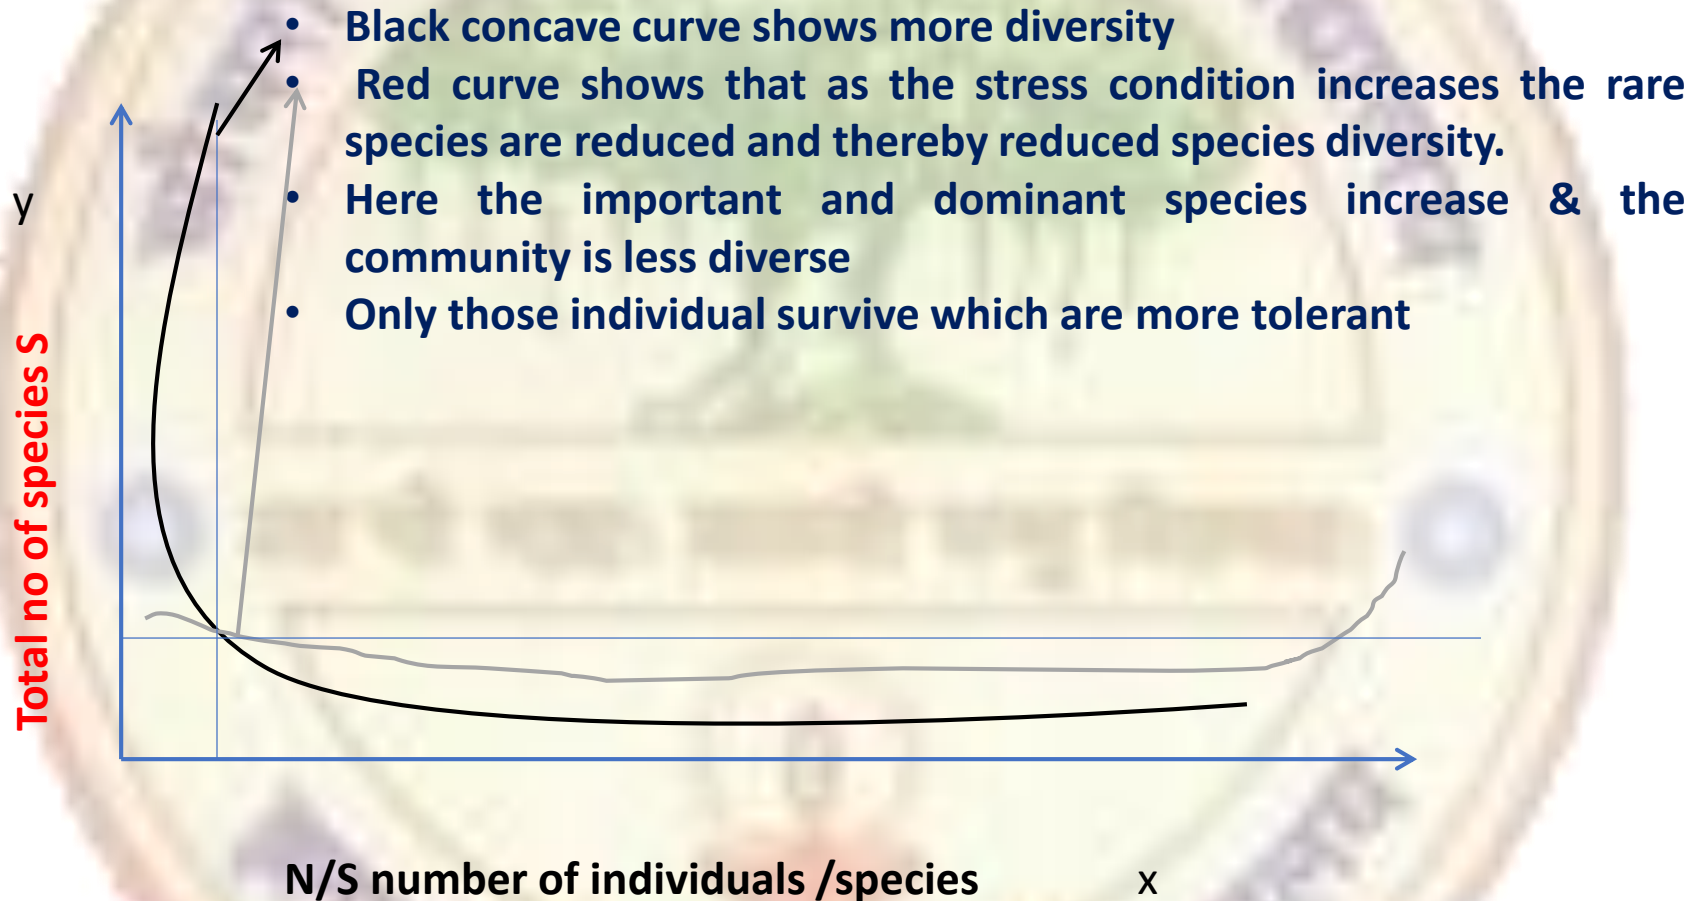 • Black concave curve shows more diversity
• Red curve shows that as the stress condition increases the rare
species are reduced and thereby reduced species diversity.
• Here the important and dominant species increase & the
community is less diverse
• Only those individual survive which are more tolerant
y
Total no of species S
N/S number of individuals /species
x